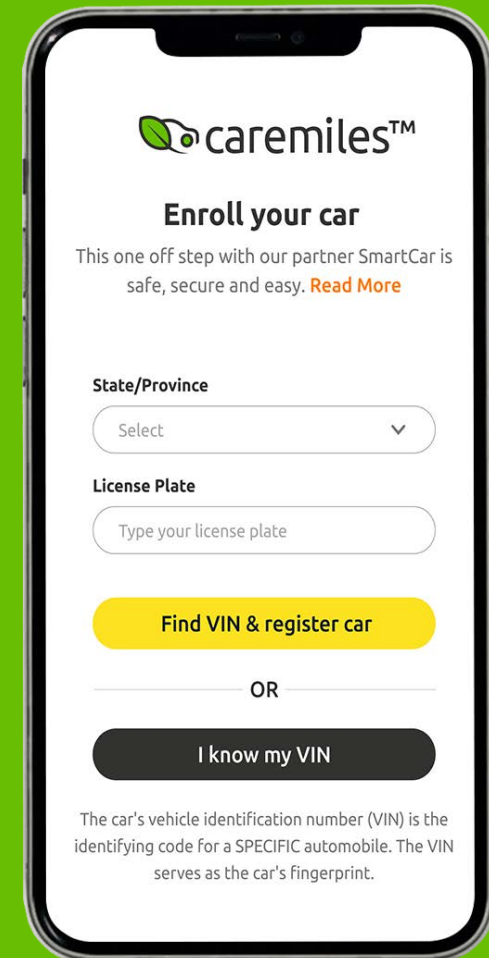 caremiles™
Enroll your car
This one off step with our partner SmartCar is
safe, secure and easy. Read More
State/Province
Select
License Plate
Type your license plate
Find VIN & register car
OR
I know my VIN
The car's vehicle identification number (VIN) is the
identifying code for a SPECIFIC automobile. The VIN
serves as the car's fingerprint.